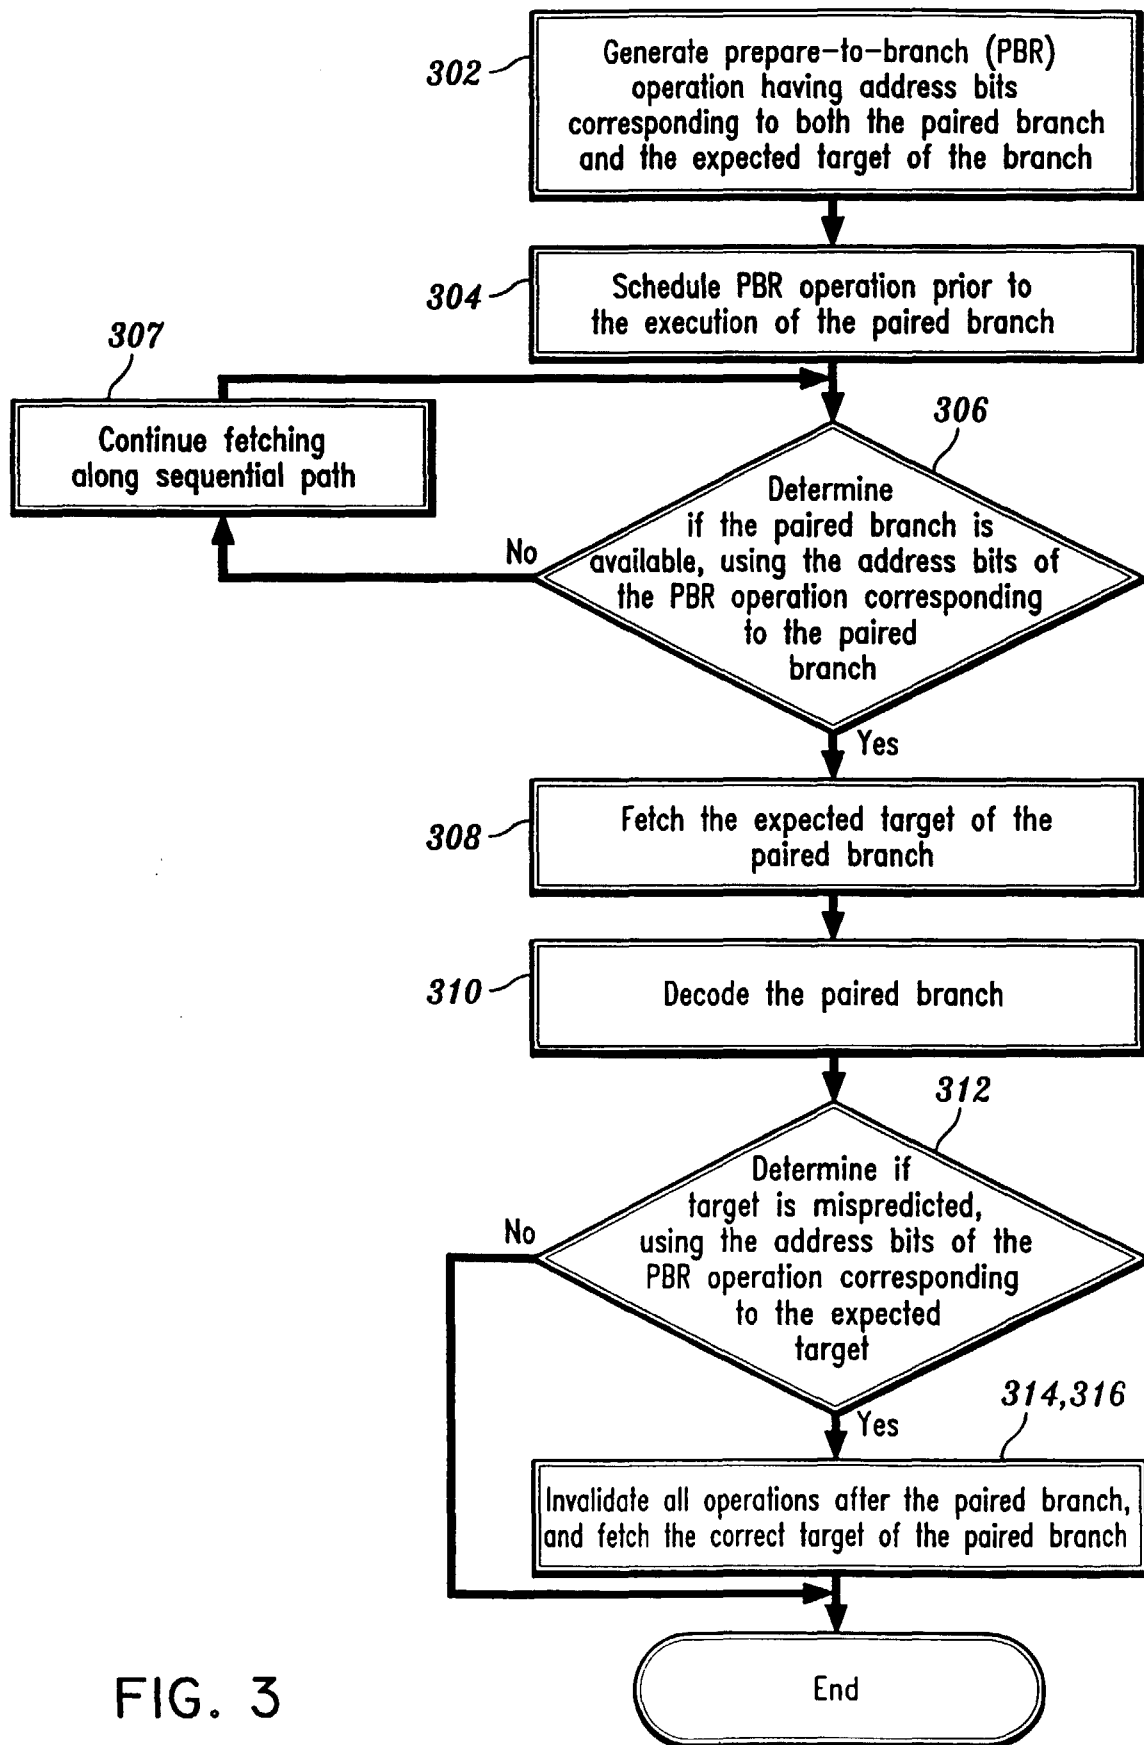 302
Generate prepare-to-branch (PBR)
operation having address bits
corresponding to both the paired branch
and the expected target of the branch
304
Schedule PBR operation prior to
the execution of the paired branch
307
Continue fetching
along sequential path
306
Determine
if the paired branch is
available, using the address bits of
the PBR operation corresponding
to the paired
branch
No
Yes
308
Fetch the expected target of the
paired branch
310
Decode the paired branch
312
Determine if
target is mispredicted,
using the address bits of the
PBR operation corresponding
to the expected
target
No
Yes
314,316
Invalidate all operations after the paired branch,
and fetch the correct target of the paired branch
End
FIG. 3